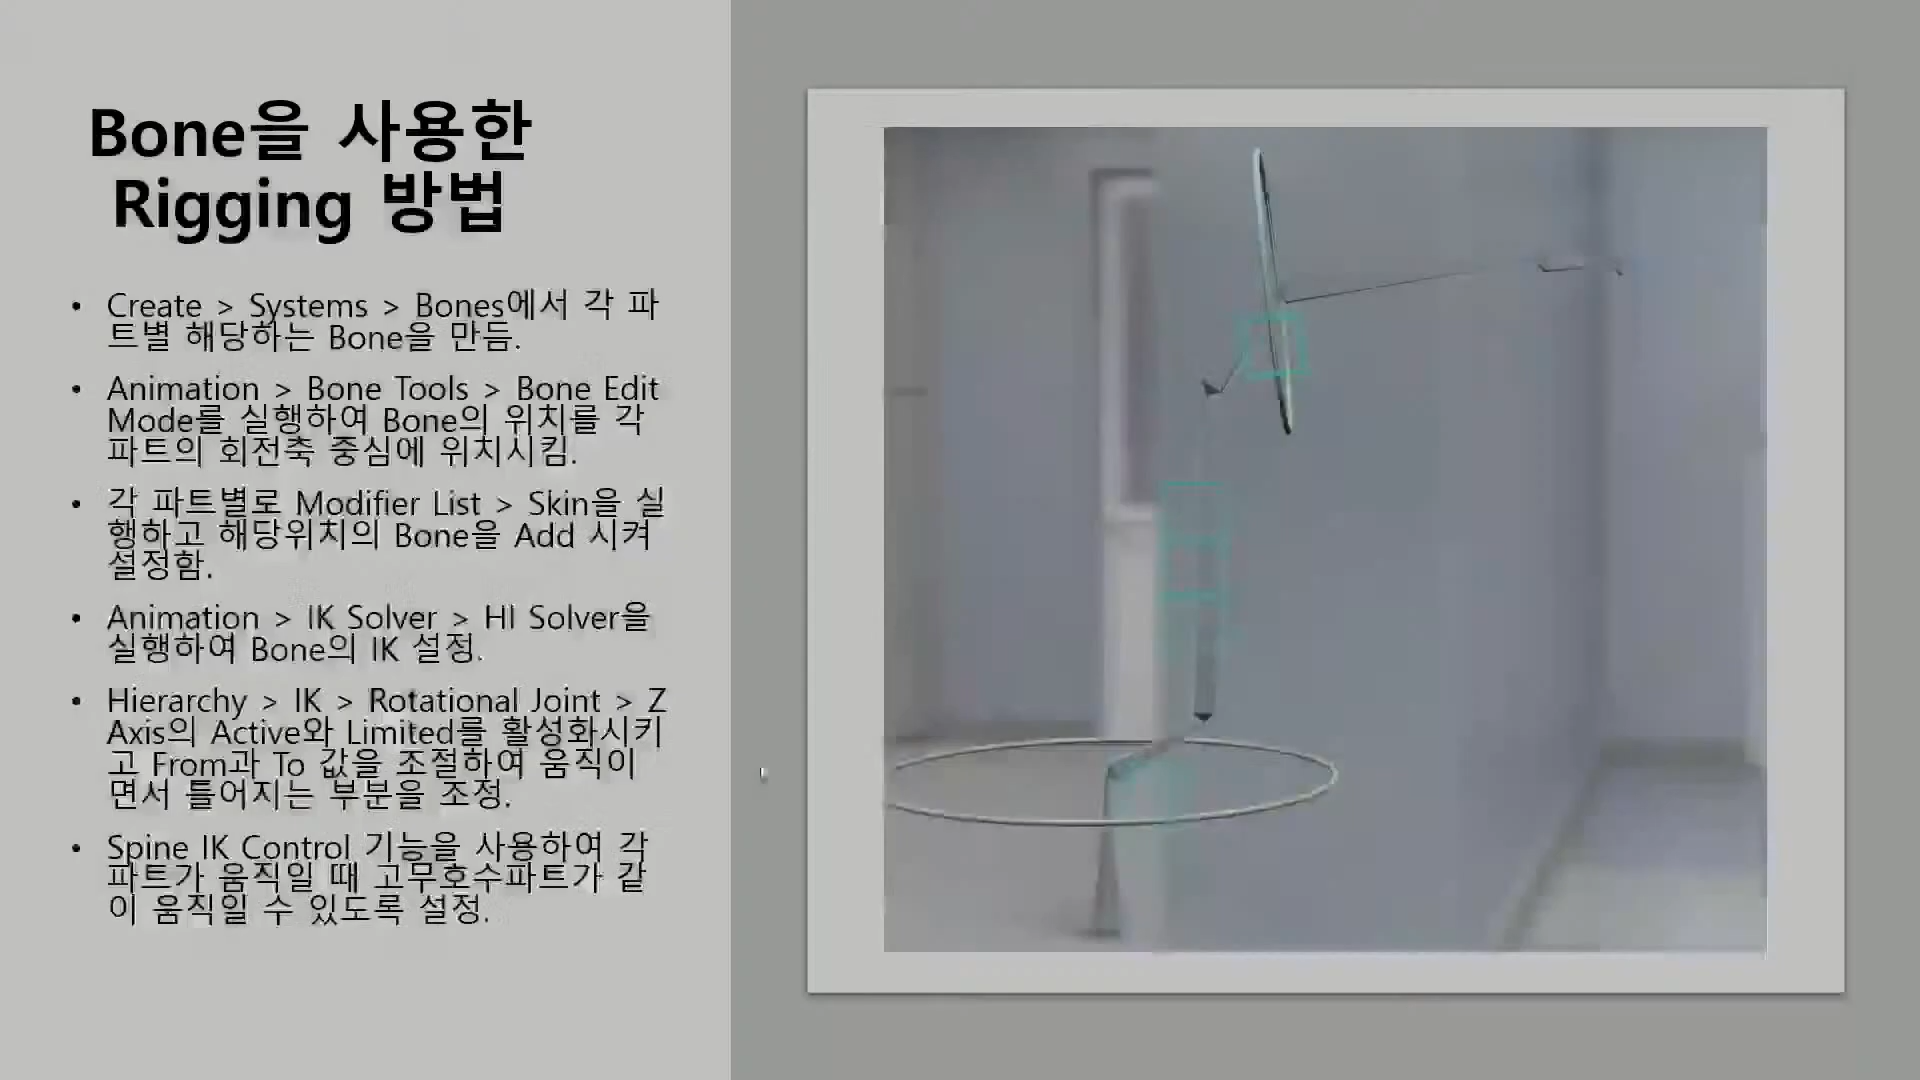 Bone을 사용한
Rigging 방법
• Create > Systems > Bones에서 각 파
트별 해당하는 Bone을 만듬.
• Animation > Bone Tools > Bone Edit
Mode를 실행하여 Bone의 위치를 각
파트의 회전축 중심에 위치시킴.
• 각 파트별로 Modifier List > Skin을 실
행하고 해당위치의 Bone을 Add 시켜
설정함.
• Animation > IK Solver > HI Solver을
실행하여 Bone의 IK 설정.
• Hierarchy > IK > Rotational Joint > Z
Axis의 Active와 Limited를 활성화시키
고 From과 To 값을 조절하여 움직이
면서 틀어지는 부분을 조정.
• Spine IK Control 기능을 사용하여 각
파트가 움직일 때 고무호수파트가 같
이 움직일 수 있도록 설정.